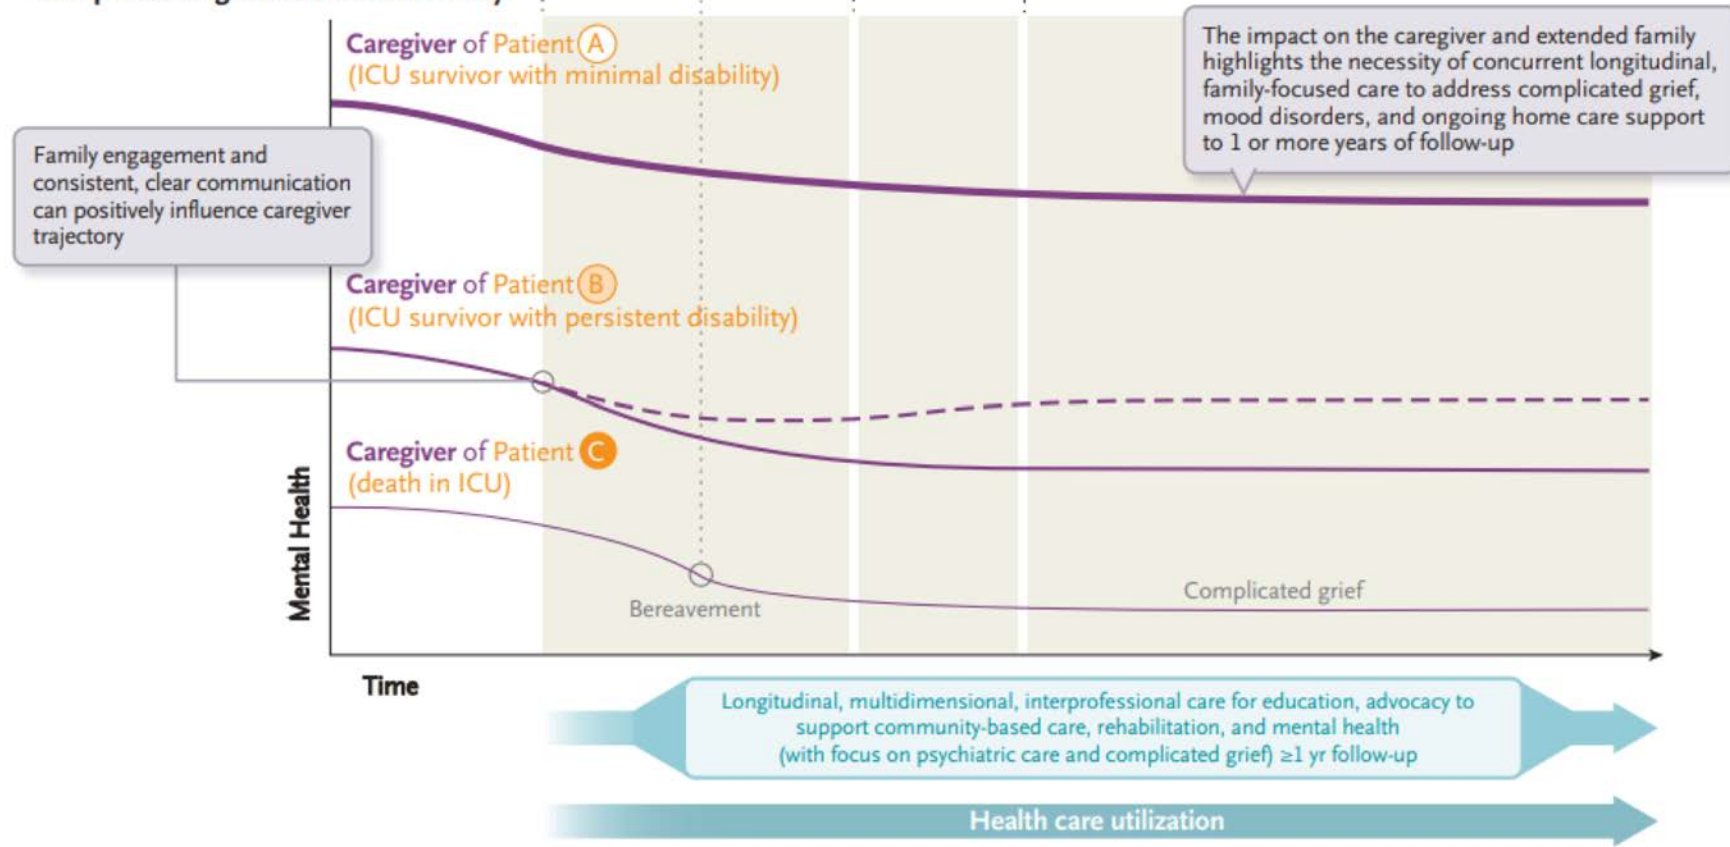 Caregiver of Patient A
(ICU survivor with minimal disability)
The impact on the caregiver and extended family
highlights the necessity of concurrent longitudinal,
family-focused care to address complicated grief,
mood disorders, and ongoing home care support
to 1 or more years of follow-up
Family engagement and
consistent, clear communication
can positively influence caregiver
trajectory
Caregiver of Patient B
(ICU survivor with persistent disability)
Caregiver of Patient C
(death in ICU)
Mental Health
Bereavement
Complicated grief
Time
Longitudinal, multidimensional, interprofessional care for education, advocacy to
support community-based care, rehabilitation, and mental health
(with focus on psychiatric care and complicated grief) ≥1 yr follow-up
Health care utilization